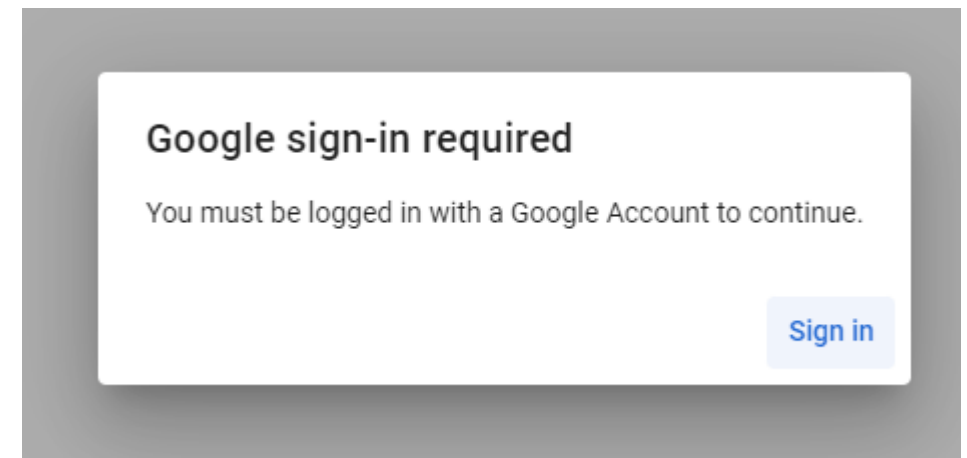 Google sign-in required
You must be logged in with a Google Account to continue.
Sign in